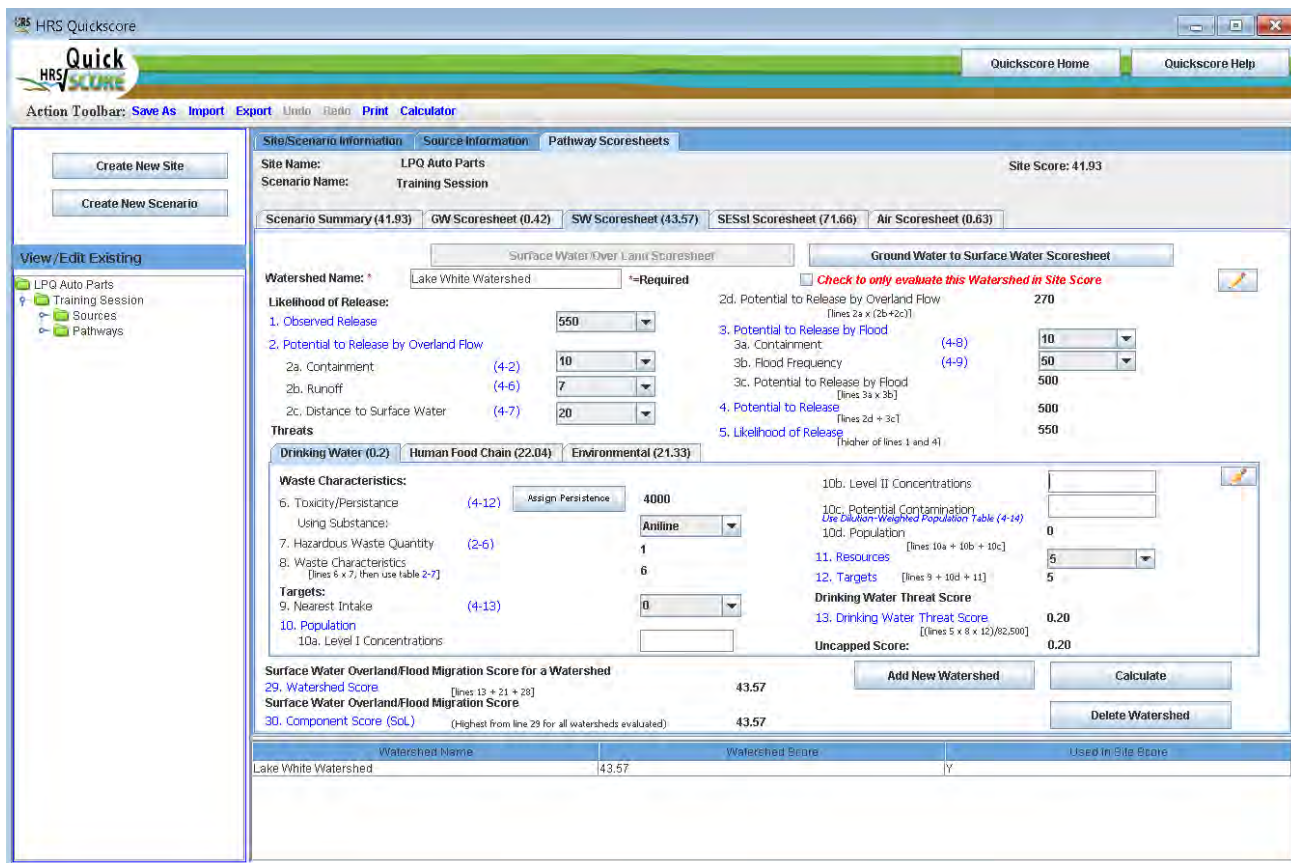 HRS Quickscore
HRS Quick SCORE
Quickscore Home Quickscore Help
Action Toolbar: Save As Import Export Undo Redo Print Calculator
Create New Site
Create New Scenario
View/Edit Existing
LPQ Auto Parts
Training Session
Sources
Pathways
Site/Scenario Information Source Information Pathway Scoresheets
Site Name: LPQ Auto Parts Site Score: 41.93
Scenario Name: Training Session
Scenario Summary (41.93) GW Scoresheet (0.42) SW Scoresheet (43.57) SESsI Scoresheet (71.66) Air Scoresheet (0.63)
Surface Water/Over Land Scoresheet Ground Water to Surface Water Scoresheet
Watershed Name: * Lake White Watershed *=Required Check to only evaluate this Watershed in Site Score
Likelihood of Release:
1. Observed Release 550
2. Potential to Release by Overland Flow
2a. Containment (4-2) 10
2b. Runoff (4-6) 7
2c. Distance to Surface Water (4-7) 20
2d. Potential to Release by Overland Flow 270
[lines 2a x (2b+2c)]
3. Potential to Release by Flood
3a. Containment (4-8) 10
3b. Flood Frequency (4-9) 50
3c. Potential to Release by Flood 500
[lines 3a x 3b]
4. Potential to Release 500
[lines 2d + 3c]
5. Likelihood of Release 550
[higher of lines 1 and 4]
Threats
Drinking Water (0.2) Human Food Chain (22.04) Environmental (21.33)
Waste Characteristics:
6. Toxicity/Persistance (4-12) Assign Persistence 4000
Using Substance: Aniline
7. Hazardous Waste Quantity (2-6) 1
8. Waste Characteristics 6
[lines 6 x 7, then use table 2-7]
Targets:
9. Nearest Intake (4-13) 0
10. Population
10a. Level I Concentrations
10b. Level II Concentrations
10c. Potential Contamination
Use Dilution-Weighted Population Table (4-14)
10d. Population 0
[lines 10a + 10b + 10c]
11. Resources 5
12. Targets [lines 9 + 10d + 11] 5
Drinking Water Threat Score
13. Drinking Water Threat Score 0.20
[(lines 5 x 8 x 12)/82,500]
Uncapped Score: 0.20
Surface Water Overland/Flood Migration Score for a Watershed
29. Watershed Score [lines 13 + 21 + 28] 43.57
Surface Water Overland/Flood Migration Score
30. Component Score (SoL) (Highest from line 29 for all watersheds evaluated) 43.57
Add New Watershed Calculate
Delete Watershed
Watershed Name Watershed Score Used in Site Score
Lake White Watershed 43.57 Y